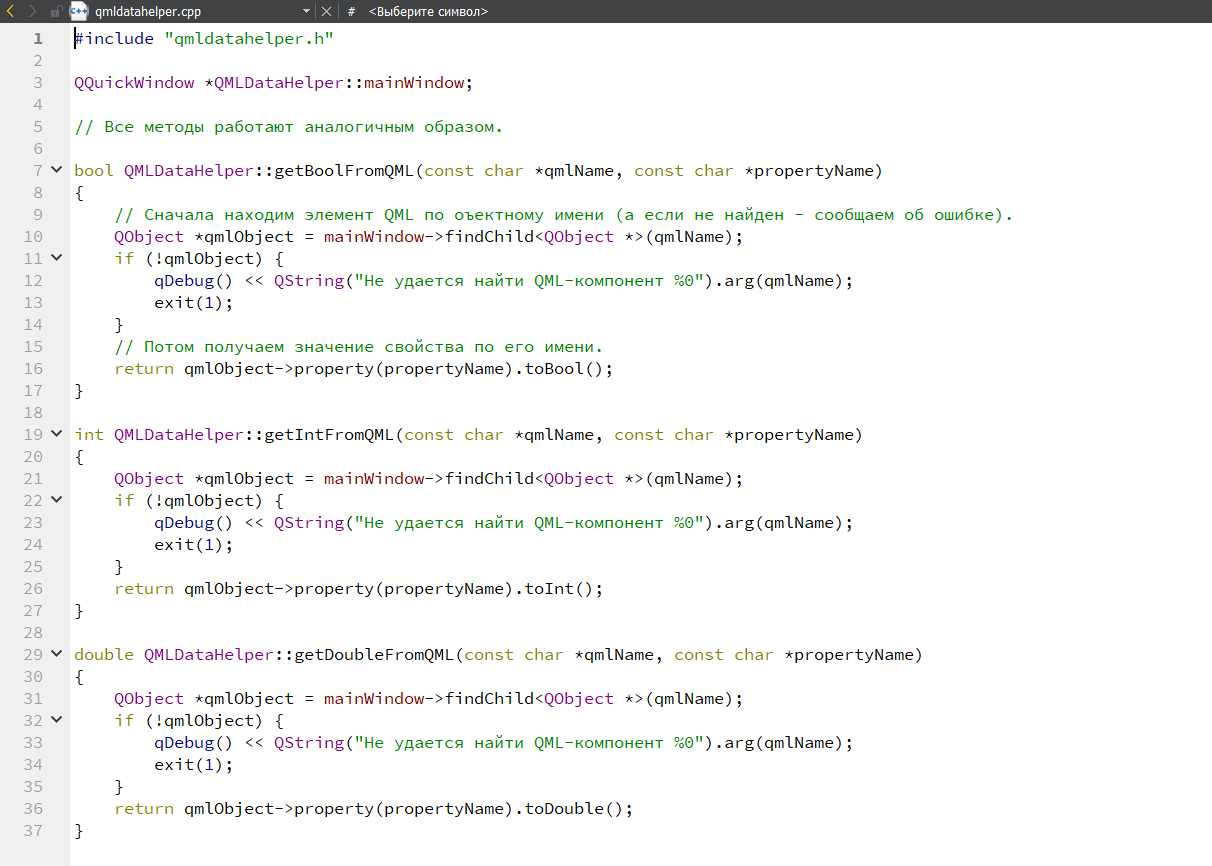 qmldatahelper.cpp # <Выберите символ>
1 #include "qmldatahelper.h"
2
3 QQuickWindow *QMLDataHelper::mainWindow;
4
5 // Все методы работают аналогичным образом.
6
7 bool QMLDataHelper::getBoolFromQML(const char *qmlName, const char *propertyName)
8 {
9 // Сначала находим элемент QML по оъектному имени (а если не найден - сообщаем об ошибке).
10 QObject *qmlObject = mainWindow->findChild<QObject *>(qmlName);
11 if (!qmlObject) {
12 qDebug() << QString("Не удается найти QML-компонент %0").arg(qmlName);
13 exit(1);
14 }
15 // Потом получаем значение свойства по его имени.
16 return qmlObject->property(propertyName).toBool();
17 }
18
19 int QMLDataHelper::getIntFromQML(const char *qmlName, const char *propertyName)
20 {
21 QObject *qmlObject = mainWindow->findChild<QObject *>(qmlName);
22 if (!qmlObject) {
23 qDebug() << QString("Не удается найти QML-компонент %0").arg(qmlName);
24 exit(1);
25 }
26 return qmlObject->property(propertyName).toInt();
27 }
28
29 double QMLDataHelper::getDoubleFromQML(const char *qmlName, const char *propertyName)
30 {
31 QObject *qmlObject = mainWindow->findChild<QObject *>(qmlName);
32 if (!qmlObject) {
33 qDebug() << QString("Не удается найти QML-компонент %0").arg(qmlName);
34 exit(1);
35 }
36 return qmlObject->property(propertyName).toDouble();
37 }